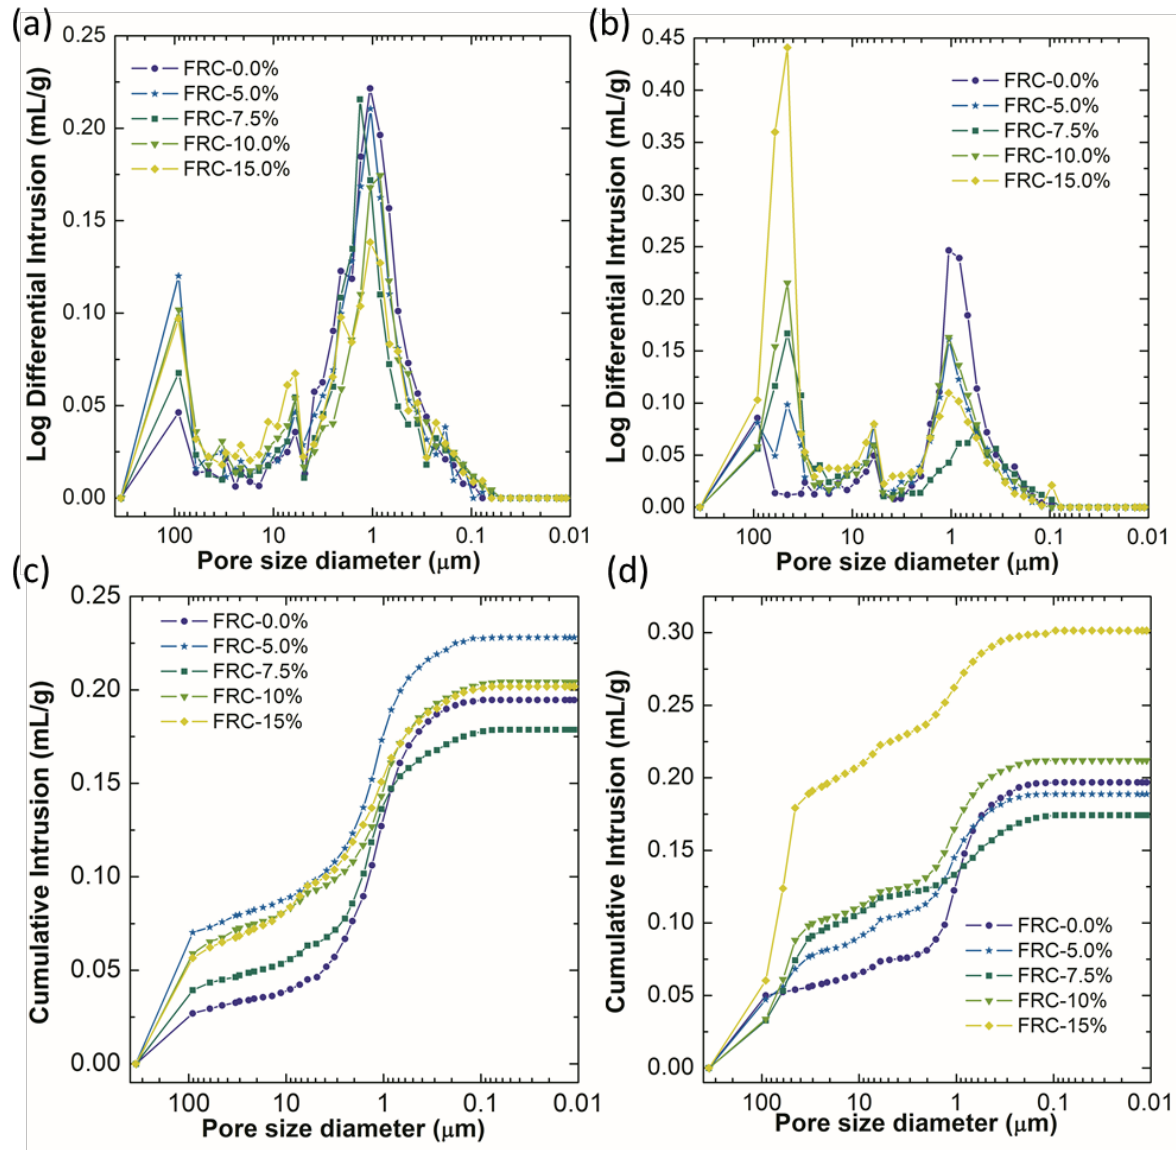 (a)
Log Differential Intrusion (mL/g)
0.25
0.20
0.15
0.10
0.05
0.00
FRC-0.0%
FRC-5.0%
FRC-7.5%
FRC-10.0%
FRC-15.0%
100 10 1 0.1 0.01
Pore size diameter (μm)
(b)
Log Differential Intrusion (mL/g)
0.45
0.40
0.35
0.30
0.25
0.20
0.15
0.10
0.05
0.00
FRC-0.0%
FRC-5.0%
FRC-7.5%
FRC-10.0%
FRC-15.0%
100 10 1 0.1 0.01
Pore size diameter (μm)
(c)
Cumulative Intrusion (mL/g)
0.25
0.20
0.15
0.10
0.05
0.00
FRC-0.0%
FRC-5.0%
FRC-7.5%
FRC-10%
FRC-15%
100 10 1 0.1 0.01
Pore size diameter (μm)
(d)
Cumulative Intrusion (mL/g)
0.30
0.20
0.15
0.10
0.05
0.00
FRC-0.0%
FRC-5.0%
FRC-7.5%
FRC-10%
FRC-15%
100 10 1 0.1 0.01
Pore size diameter (μm)